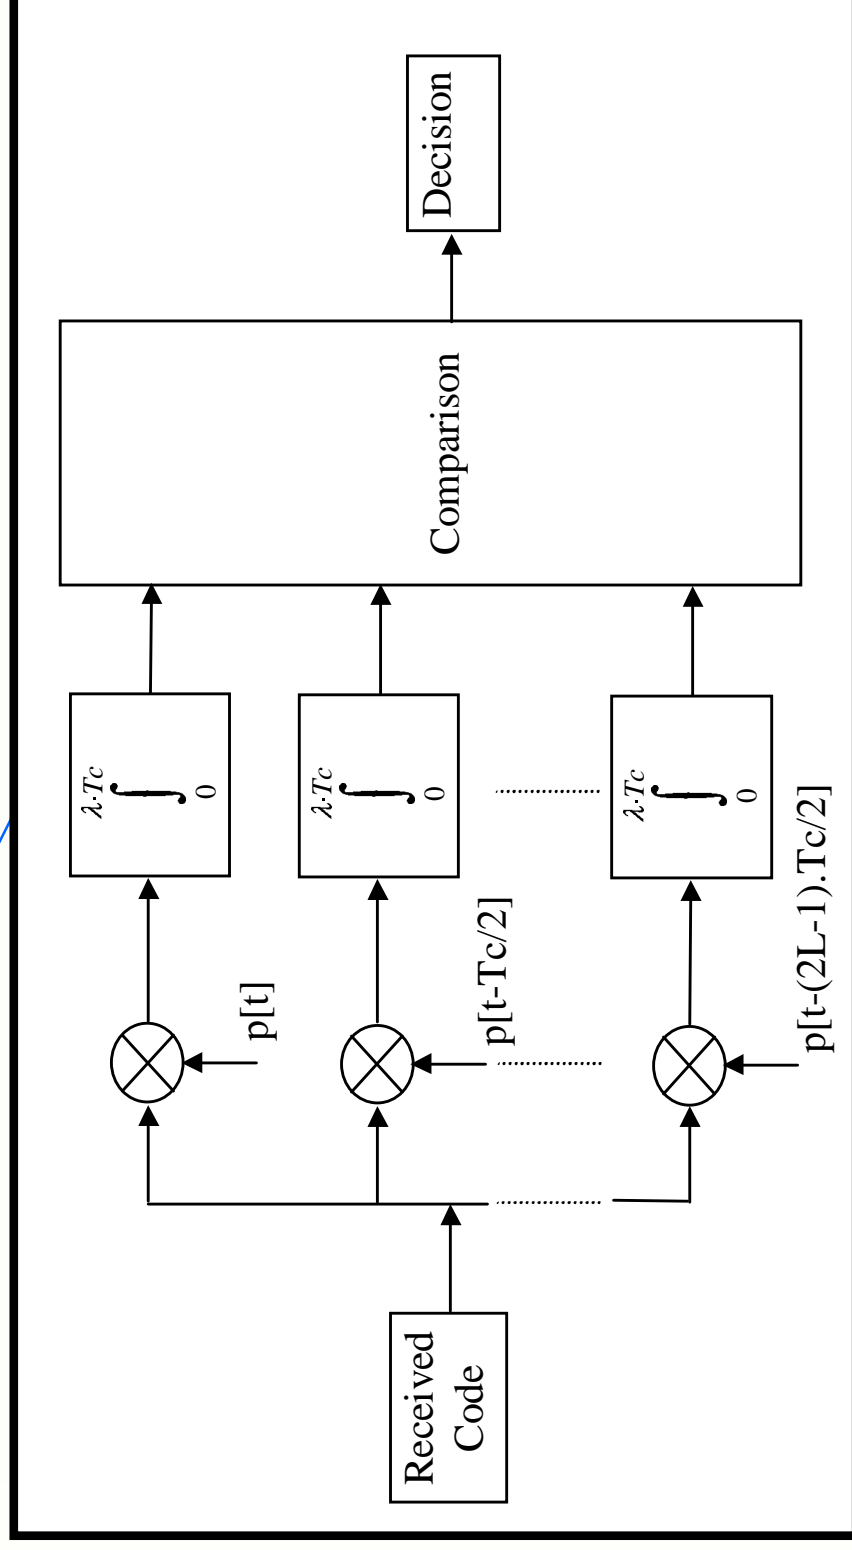 Received
Code
p[t]
λ·Tc
∫
0
p[t-Tc/2]
λ·Tc
∫
0
p[t-(2L-1).Tc/2]
λ·Tc
∫
0
Comparison
Decision